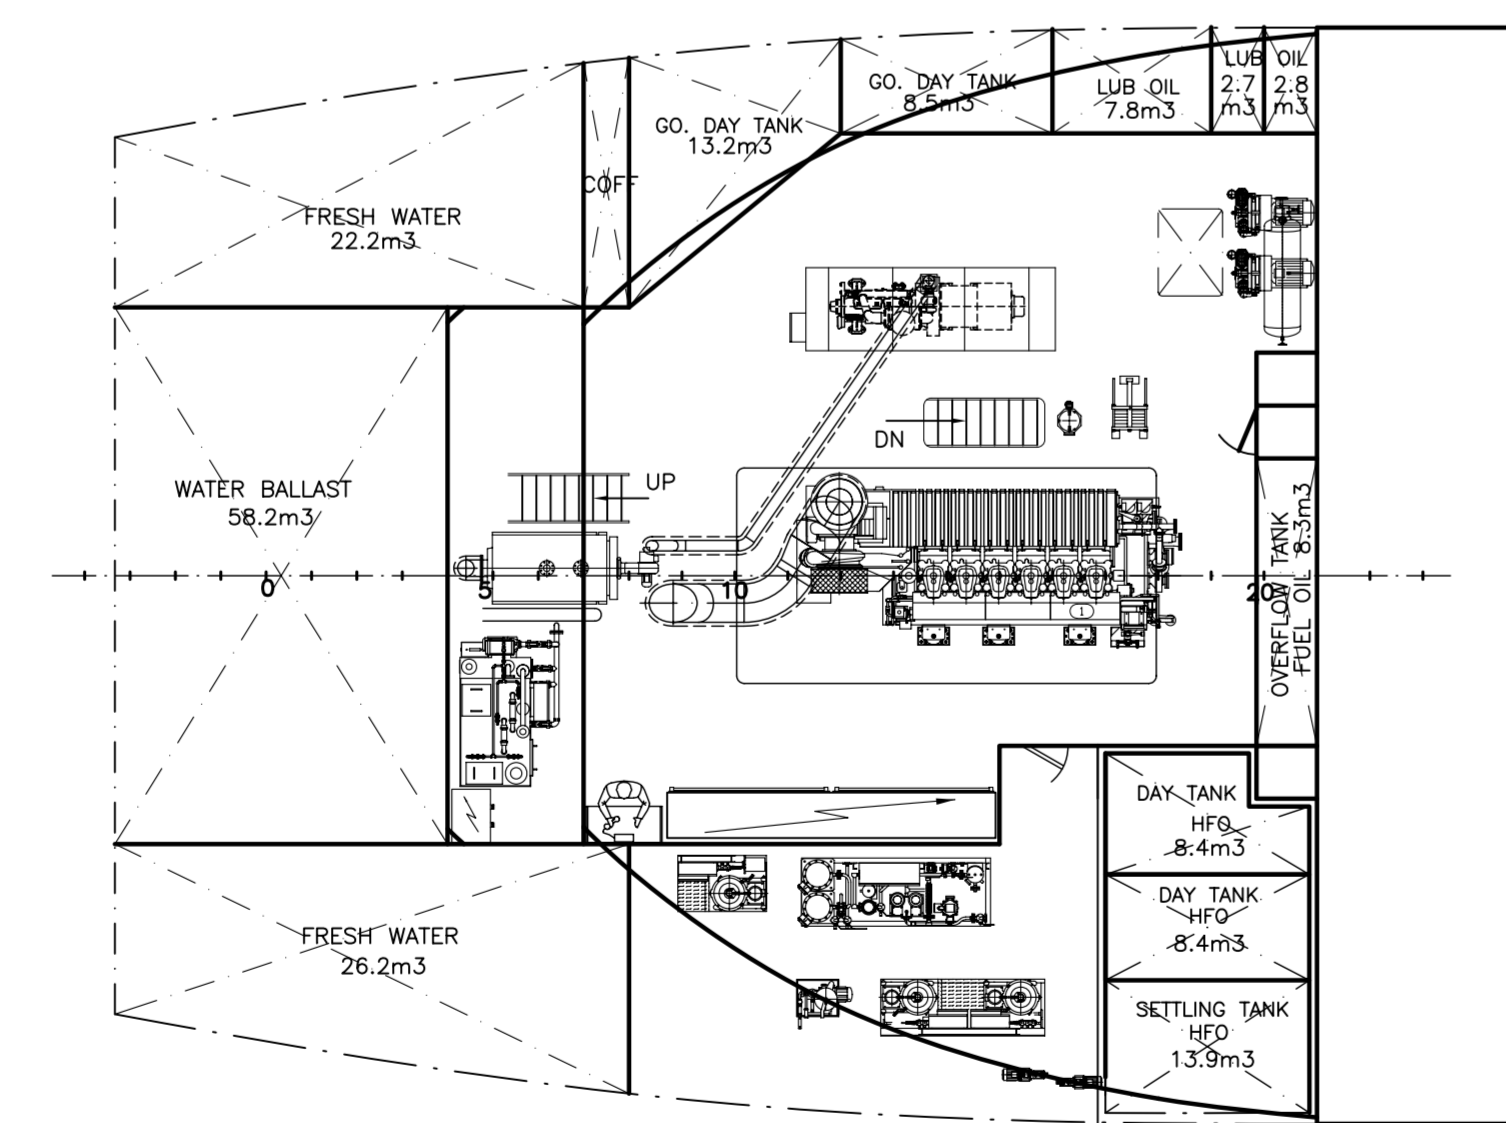 LUB OIL
2.7 2.8
m3 m3
GO. DAY TANK
8.5m3
LUB OIL
7.8m3
GO. DAY TANK
13.2m3
COFF
FRESH WATER
22.2m3
DN
UP
WATER BALLAST
58.2m3
OVERFLOW TANK
FUEL OIL 8.3m3
0
5
10
20
1
DAY TANK
HFO
8.4m3
DAY TANK
HFO
8.4m3
FRESH WATER
26.2m3
SETTLING TANK
HFO
13.9m3